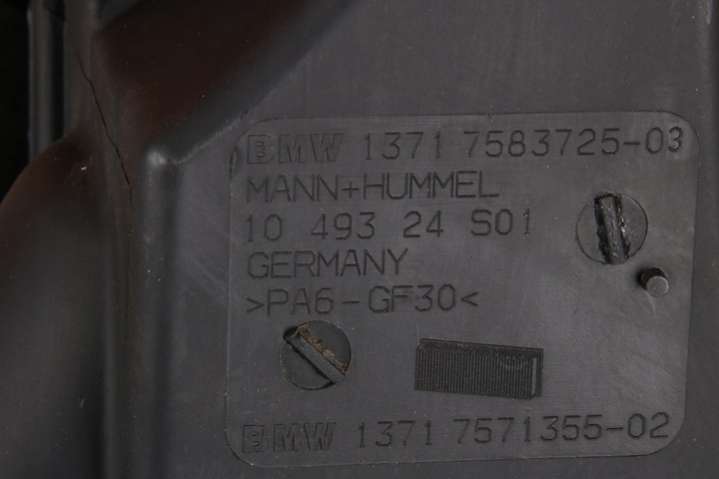 BMW 1371 7583725-03
MANN+HUMMEL
10 493 24 S01
GERMANY
>PA6-GF30<
BMW 1371 7571355-02